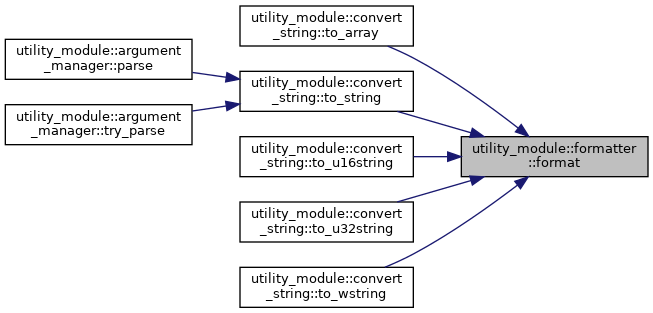 utility_module::convert
_string::to_array
utility_module::argument
_manager::parse
utility_module::convert
_string::to_string
utility_module::argument
_manager::try_parse
utility_module::formatter
::format
utility_module::convert
_string::to_u16string
utility_module::convert
_string::to_u32string
utility_module::convert
_string::to_wstring